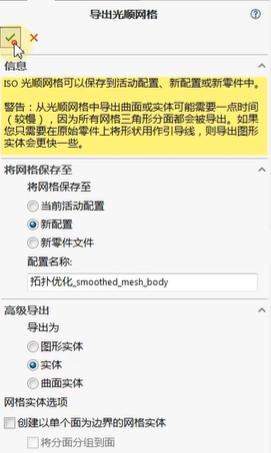 导出光顺网格
信息
ISO 光顺网格可以保存到活动配置、新配置或新零件中。
警告：从光顺网格中导出曲面或实体可能需要一点时间
（较慢），因为所有网格三角形分面都会被导出。如果
您只需要在原始零件上将形状用作引导线，则导出图形
实体会更快一些。
将网格保存至
将网格保存至
当前活动配置
新配置
新零件文件
配置名称:
拓扑优化_smoothed_mesh_body
高级导出
导出为
图形实体
实体
曲面实体
网格实体选项
创建以单个面为边界的网格实体
将分面分组到面